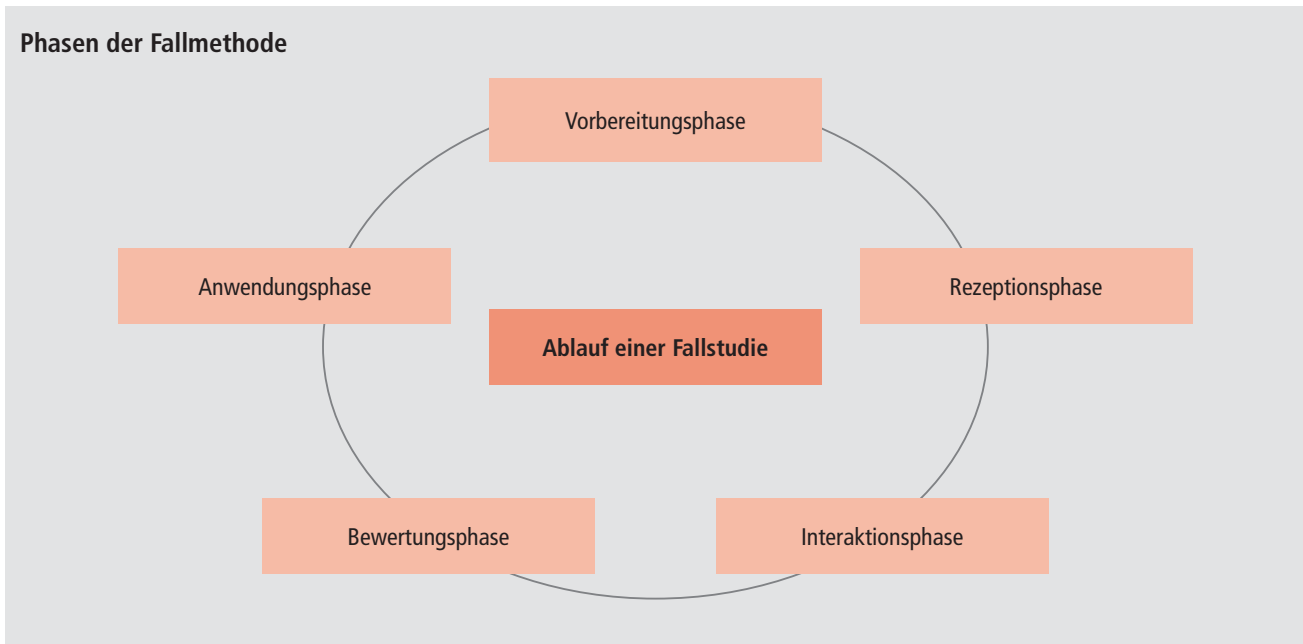 Phasen der Fallmethode
Vorbereitungsphase
Anwendungsphase
Rezeptionsphase
Ablauf einer Fallstudie
Bewertungsphase
Interaktionsphase